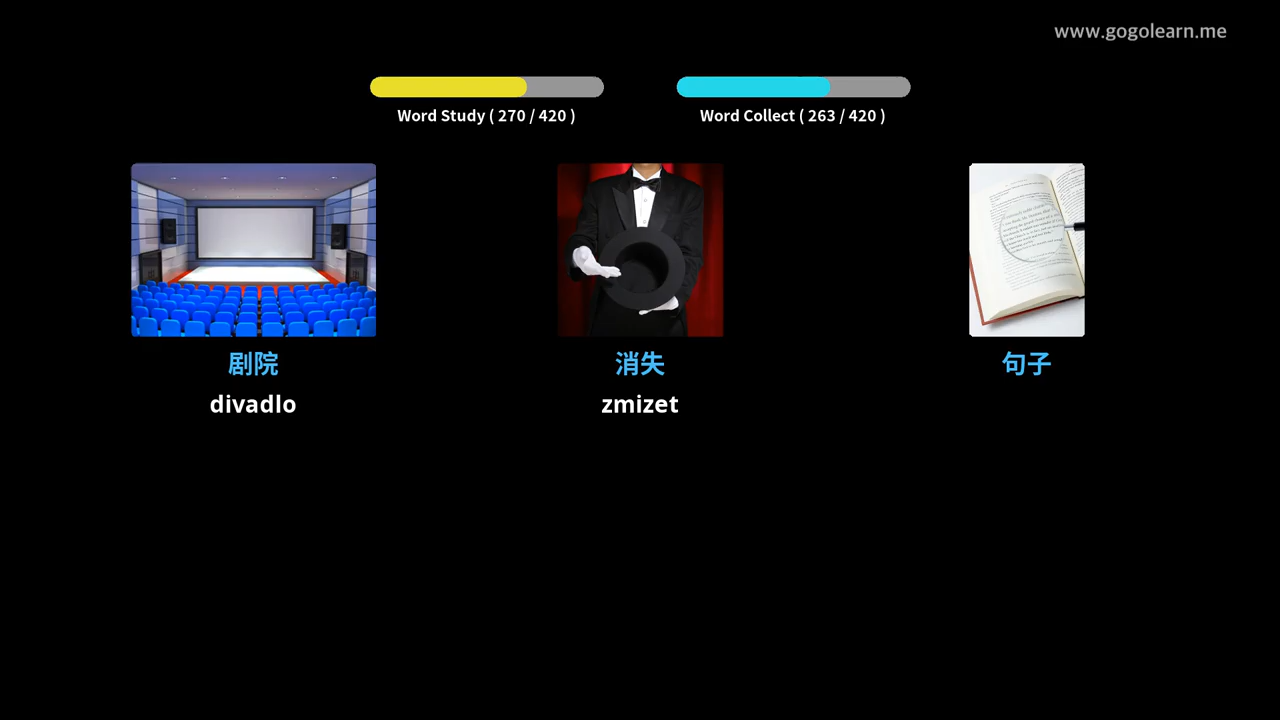 www.gogolearn.me
Word Study ( 270 / 420 )
Word Collect ( 263 / 420 )
剧院
消失
句子
divadlo
zmizet